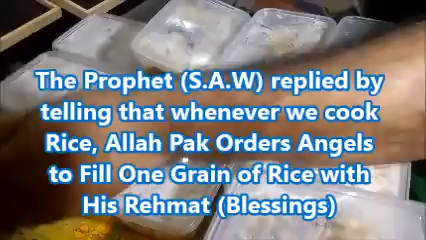 The Prophet (S.A.W) replied by
telling that whenever we cook
Rice, Allah Pak Orders Angels
to Fill One Grain of Rice with
His Rehmat (Blessings)